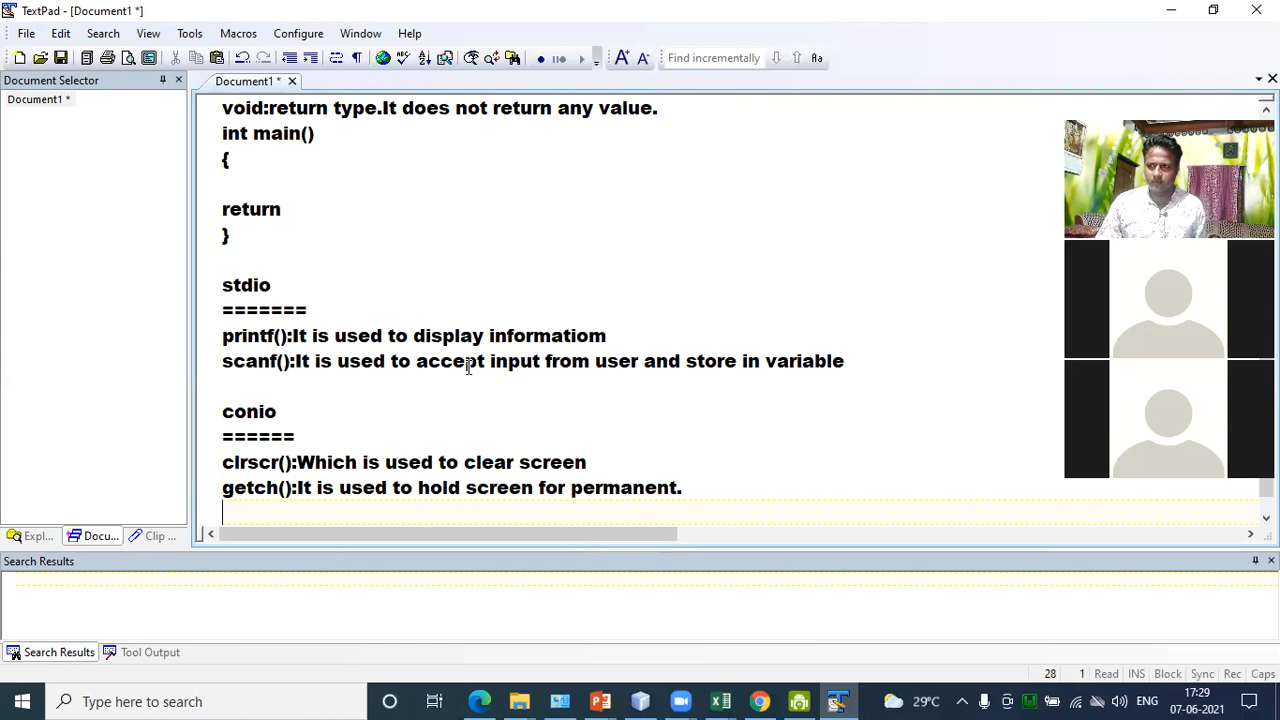 TextPad - [Document1 *]
File Edit Search View Tools Macros Configure Window Help
Find incrementally
Document Selector
Document1 *
Document1 *
void:return type.It does not return any value.
int main()
{
return
}
stdio
=======
printf():It is used to display informatiom
scanf():It is used to accept input from user and store in variable
conio
======
clrscr():Which is used to clear screen
getch():It is used to hold screen for permanent.
Expl... Docu... Clip ...
Search Results
Search Results Tool Output
28 1 Read INS Block Sync Rec Caps
Type here to search
29°C ENG
17:29
07-06-2021